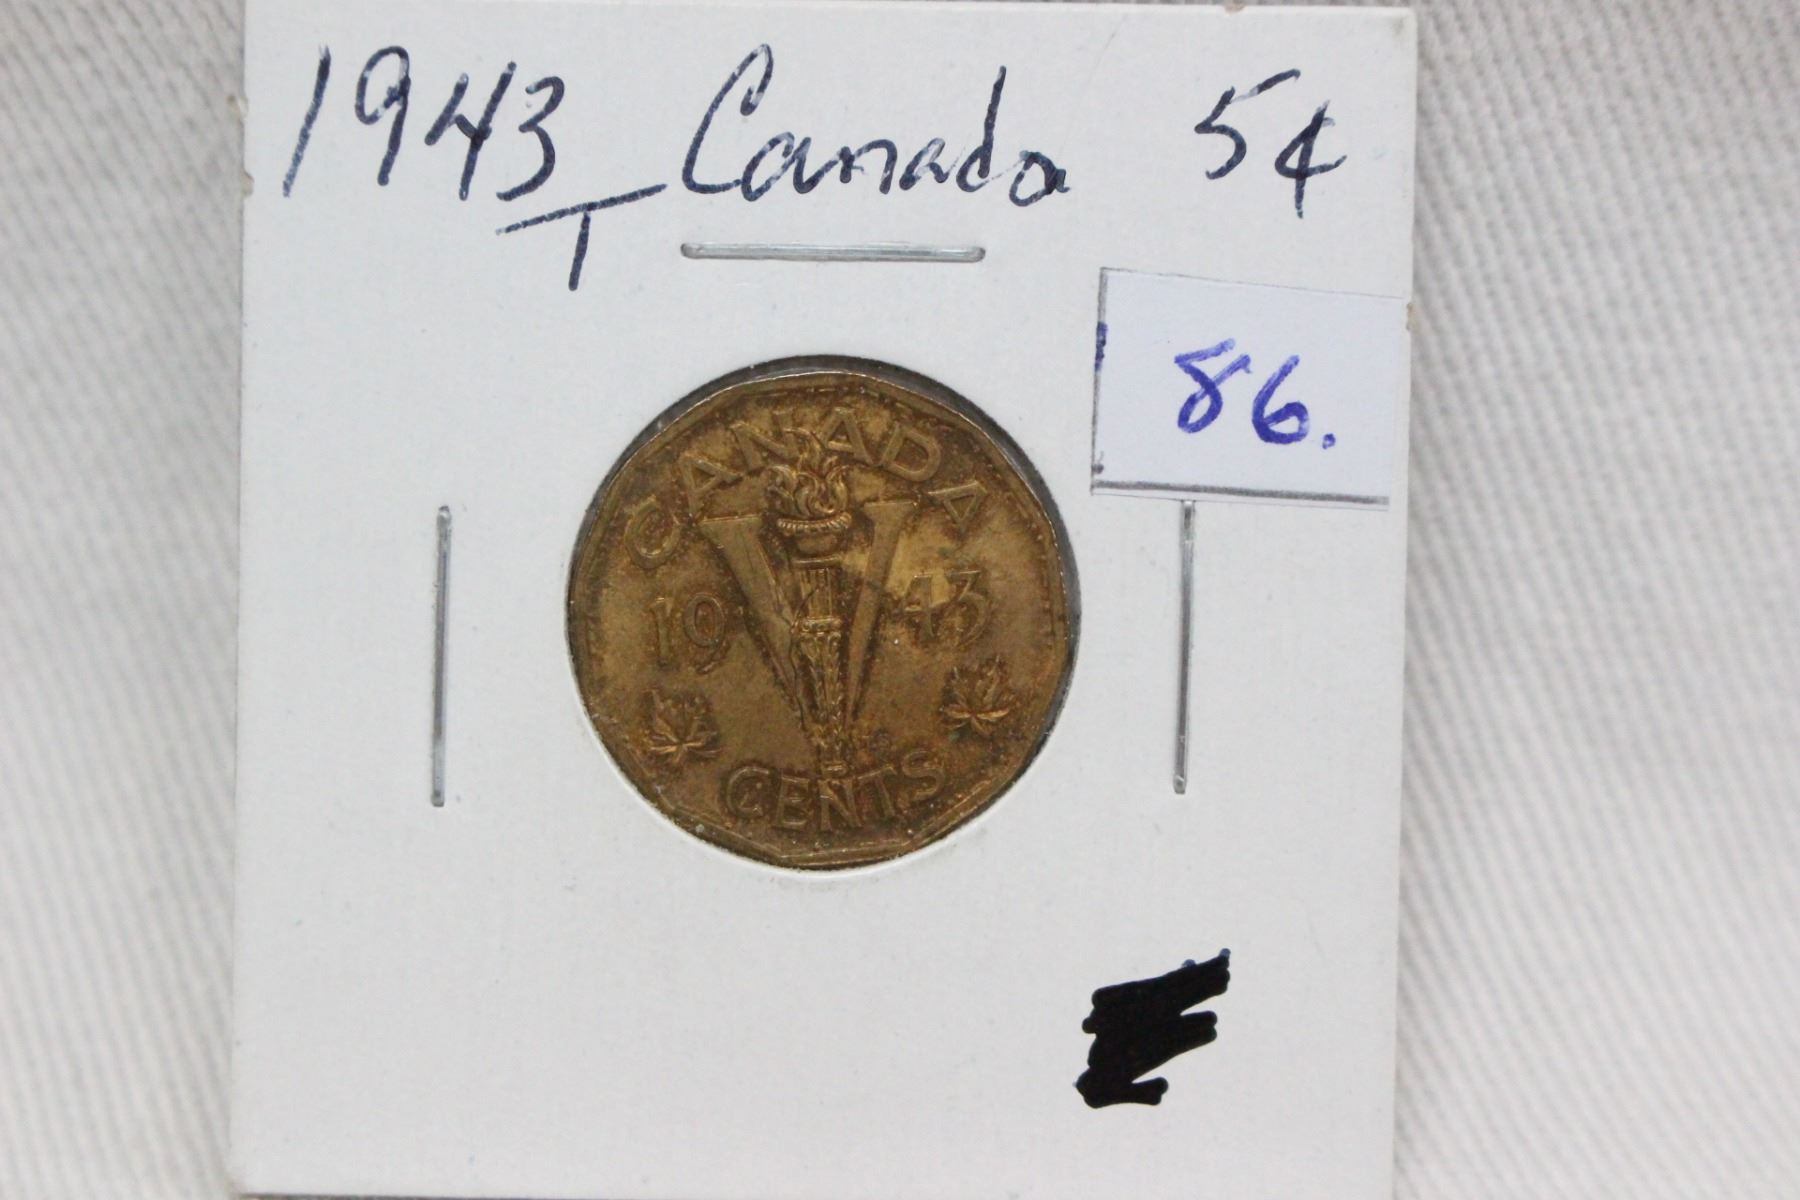 1943 Canada 5¢
T
86.
CANADA
19 43
CENTS